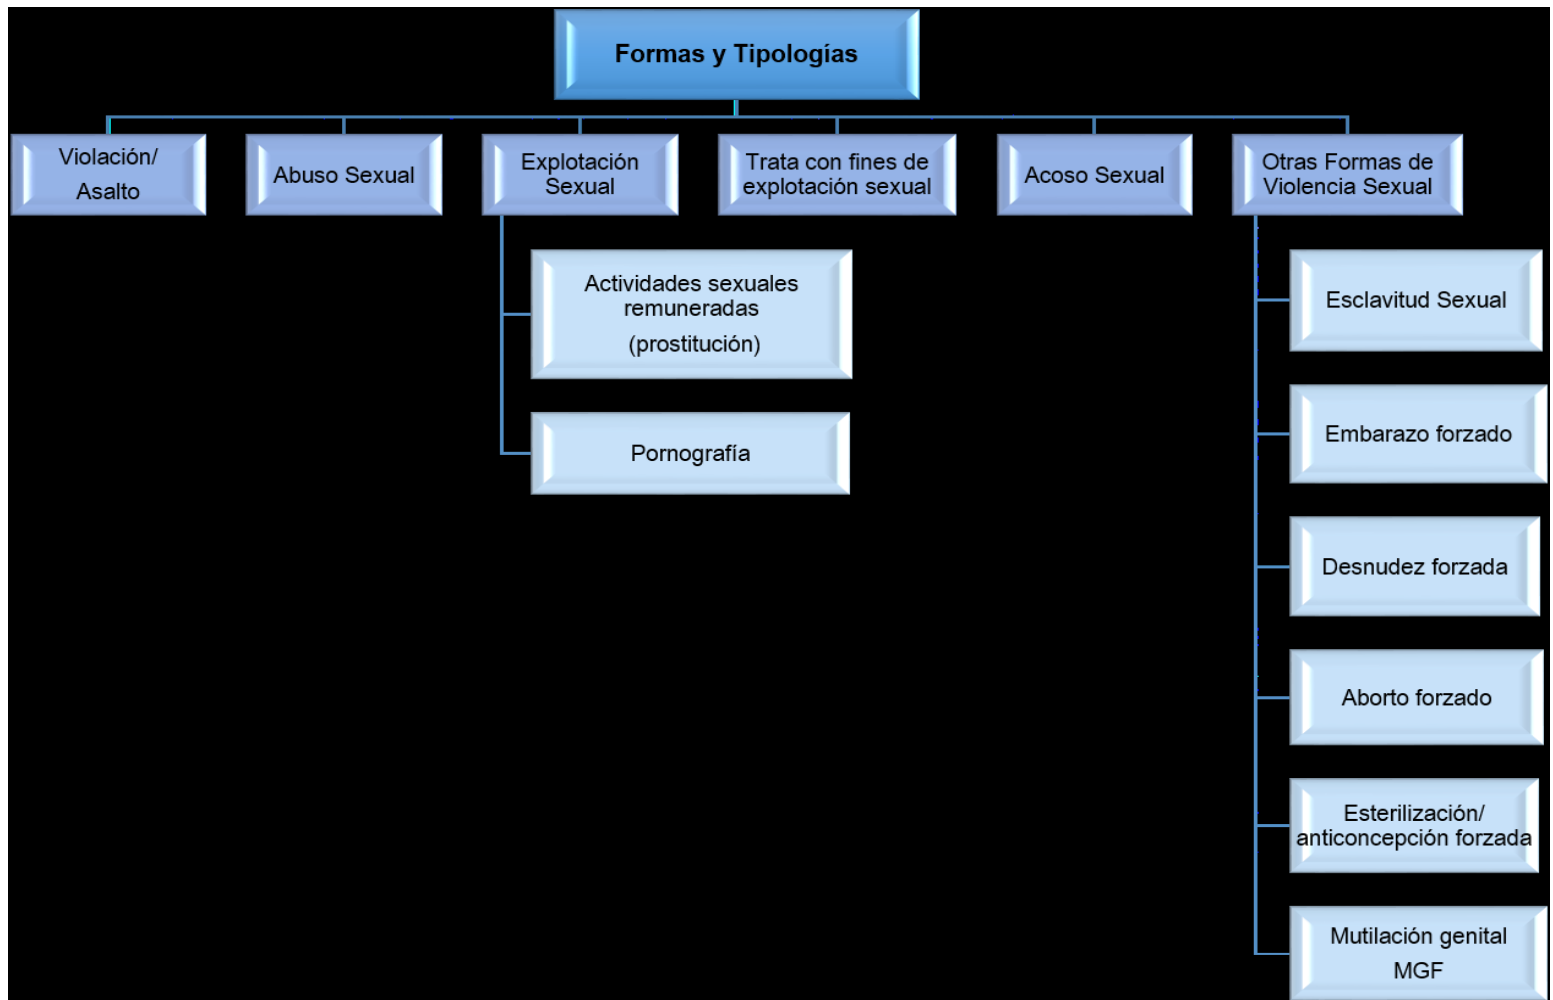 Formas y Tipologías
Violación/
Asalto
Abuso Sexual
Explotación
Sexual
Trata con fines de
explotación sexual
Acoso Sexual
Otras Formas de
Violencia Sexual
Actividades sexuales
remuneradas
(prostitución)
Pornografía
Esclavitud Sexual
Embarazo forzado
Desnudez forzada
Aborto forzado
Esterilización/
anticoncepción forzada
Mutilación genital
MGF